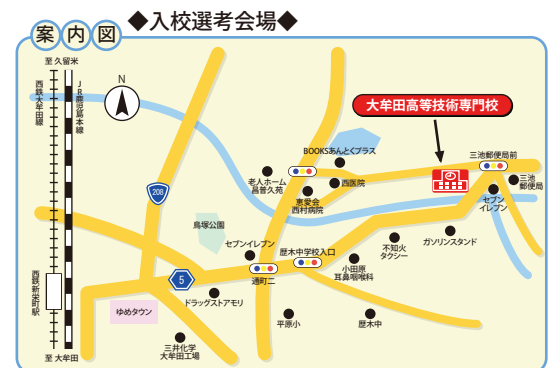 ◆入校選考会場◆
案内図
至 久留米
西鉄大牟田線
JR鹿児島本線
N
大牟田高等技術専門校
BOOKSあんとくプラス
三池郵便局前
208
老人ホーム
昌普久苑
西医院
三池
郵便局
恵愛会
西村病院
セブン
イレブン
鳥塚公園
セブンイレブン
歴木中学校入口
不知火
タクシー
ガソリンスタンド
5
通町二
小田原
耳鼻咽喉科
西鉄新栄町駅
ドラッグストアモリ
ゆめタウン
平原小
歴木中
三井化学
大牟田工場
至 大牟田